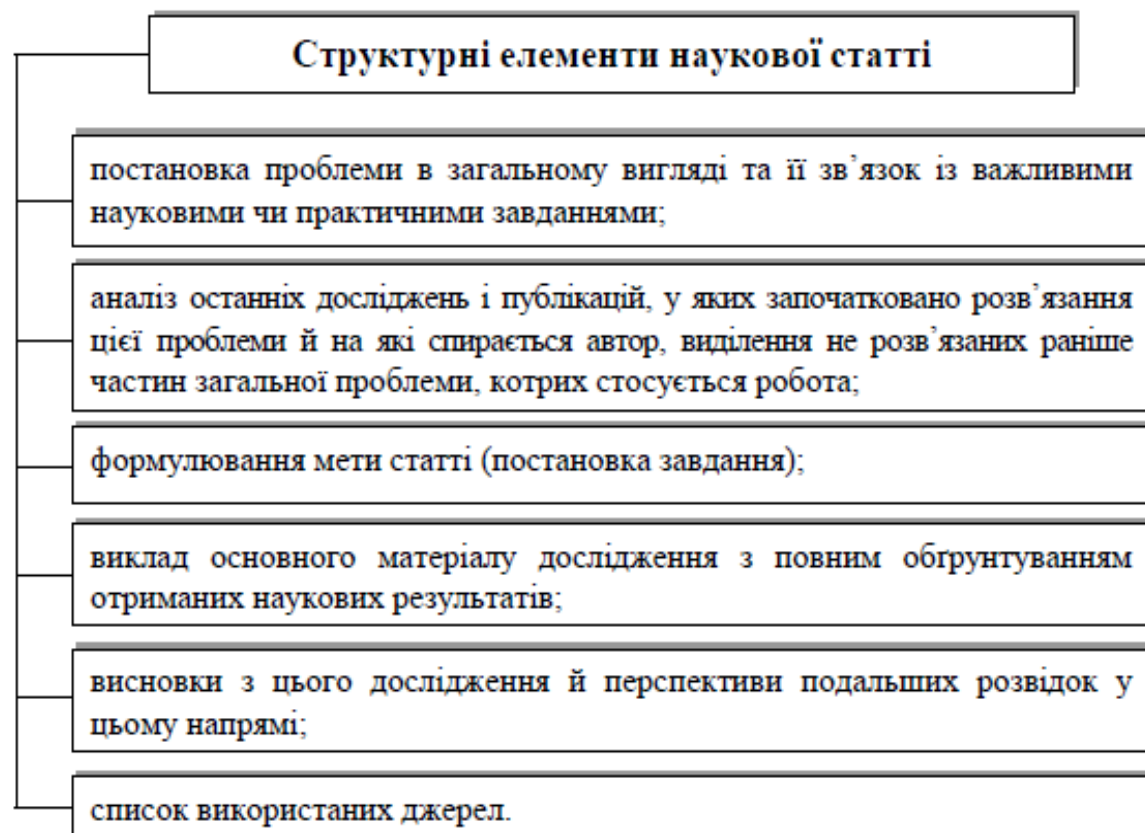 Структурні елементи наукової статті
постановка проблеми в загальному вигляді та її зв’язок із важливими
науковими чи практичними завданнями;
аналіз останніх досліджень і публікацій, у яких започатковано розв’язання
цієї проблеми й на які спирається автор, виділення не розв’язаних раніше
частин загальної проблеми, котрих стосується робота;
формулювання мети статті (постановка завдання);
виклад основного матеріалу дослідження з повним обґрунтуванням
отриманих наукових результатів;
висновки з цього дослідження й перспективи подальших розвідок у
цьому напрямі;
список використаних джерел.